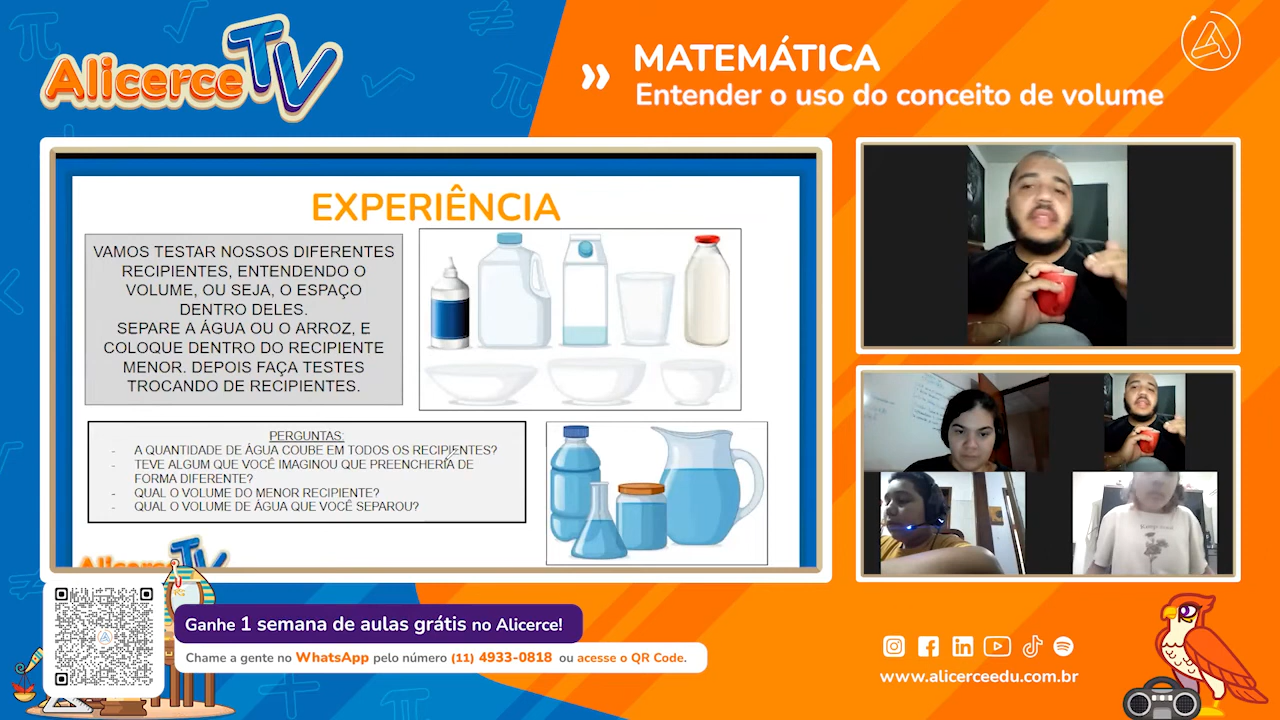 Alicerce TV
MATEMÁTICA
Entender o uso do conceito de volume
EXPERIÊNCIA
VAMOS TESTAR NOSSOS DIFERENTES
RECIPIENTES, ENTENDENDO O
VOLUME, OU SEJA, O ESPAÇO
DENTRO DELES.
SEPARE A ÁGUA OU O ARROZ, E
COLOQUE DENTRO DO RECIPIENTE
MENOR. DEPOIS FAÇA TESTES
TROCANDO DE RECIPIENTES.
PERGUNTAS:
- A QUANTIDADE DE ÁGUA COUBE EM TODOS OS RECIPIENTES?
- TEVE ALGUM QUE VOCÊ IMAGINOU QUE PREENCHERIA DE
FORMA DIFERENTE?
- QUAL O VOLUME DO MENOR RECIPIENTE?
- QUAL O VOLUME DE ÁGUA QUE VOCÊ SEPAROU?
Alicerce TV
Ganhe 1 semana de aulas grátis no Alicerce!
Chame a gente no WhatsApp pelo número (11) 4933-0818 ou acesse o QR Code.
www.alicerceedu.com.br